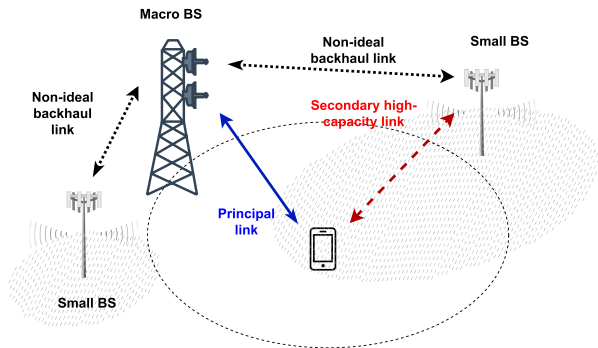 Macro BS
Non-ideal
backhaul link
Small BS
Non-ideal
backhaul
link
Secondary high-
capacity link
Principal
link
Small BS